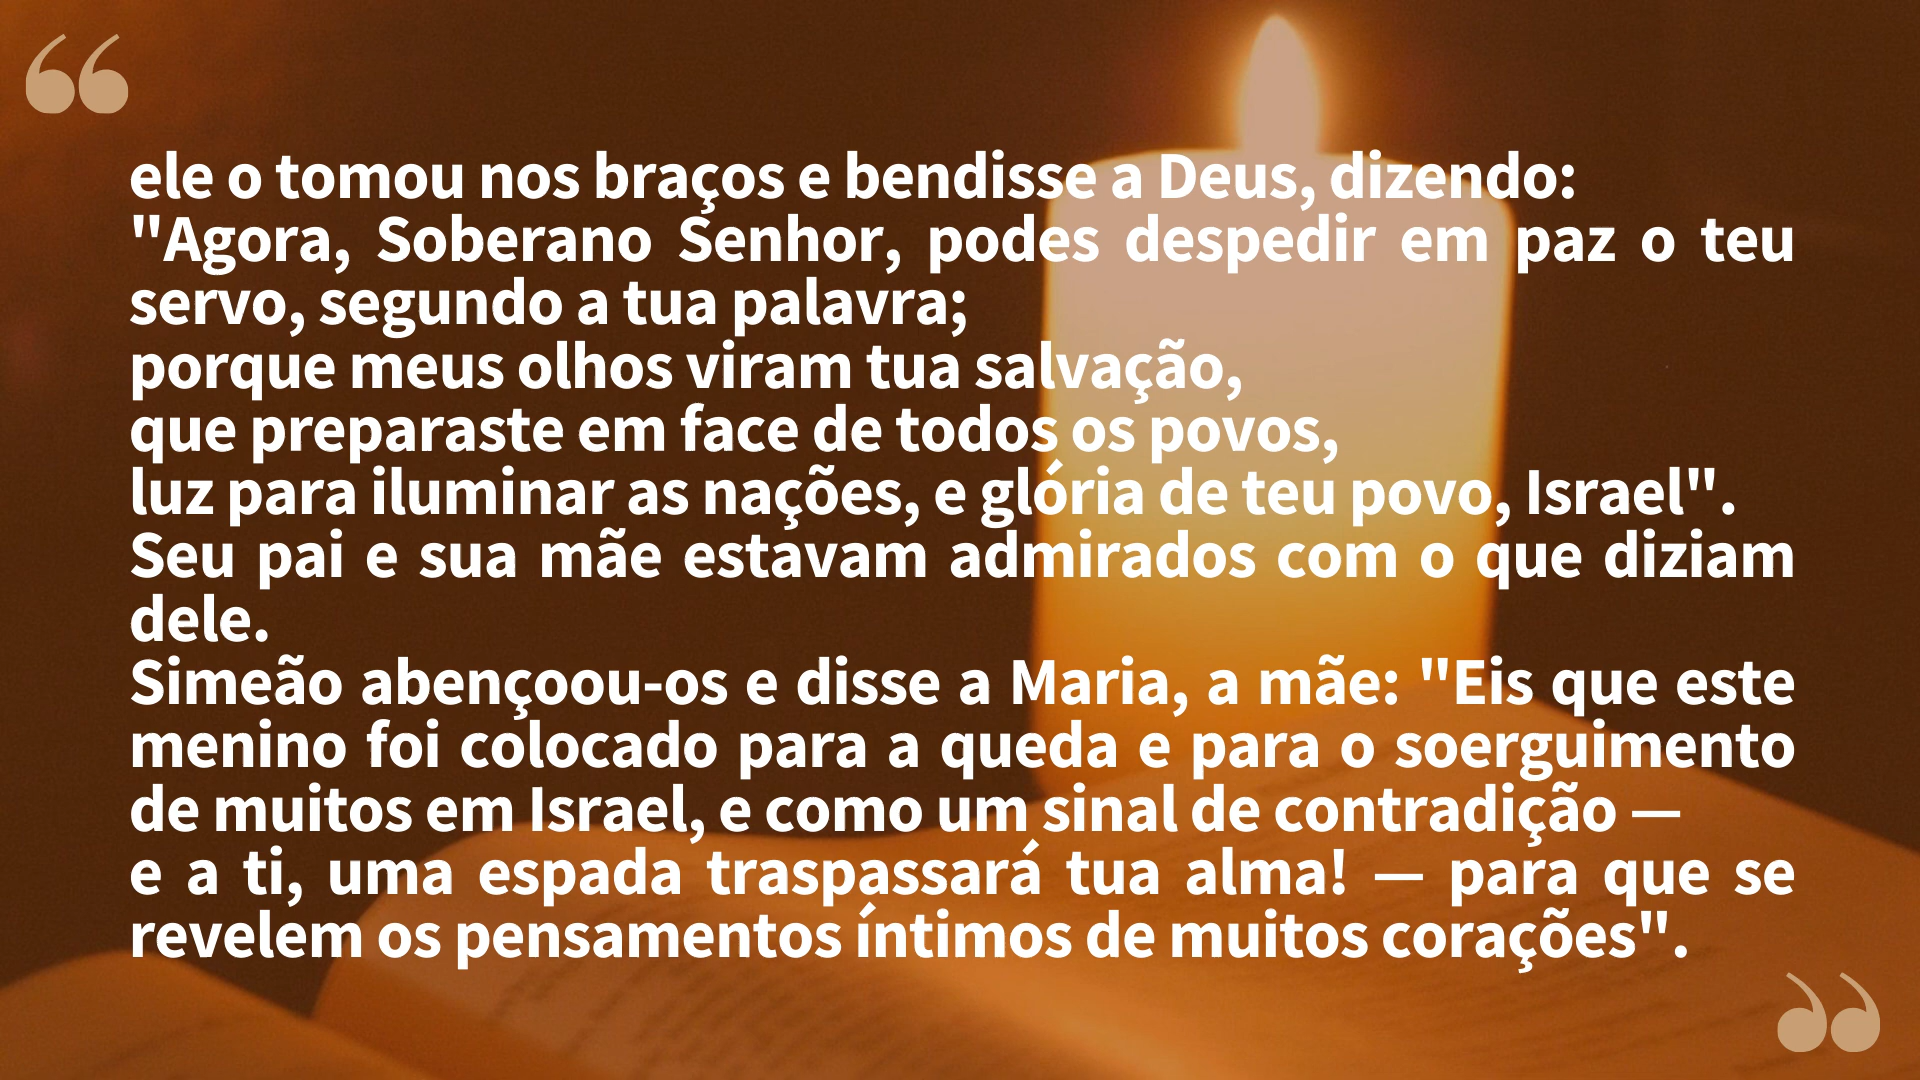 ele o tomou nos braços e bendisse a Deus, dizendo:
"Agora, Soberano Senhor, podes despedir em paz o teu
servo, segundo a tua palavra;
porque meus olhos viram tua salvação,
que preparaste em face de todos os povos,
luz para iluminar as nações, e glória de teu povo, Israel".
Seu pai e sua mãe estavam admirados com o que diziam
dele.
Simeão abençoou-os e disse a Maria, a mãe: "Eis que este
menino foi colocado para a queda e para o soerguimento
de muitos em Israel, e como um sinal de contradição —
e a ti, uma espada traspassará tua alma! — para que se
revelem os pensamentos íntimos de muitos corações".